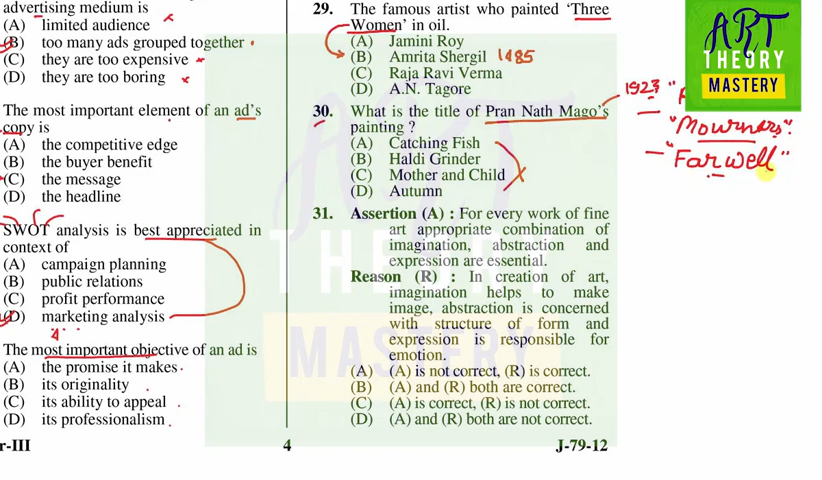 advertising medium is
(A) limited audience
(B) too many ads grouped together
(C) they are too expensive
(D) they are too boring
The most important element of an ad's
copy is
(A) the competitive edge
(B) the buyer benefit
(C) the message
(D) the headline
SWOT analysis is best appreciated in
context of
(A) campaign planning
(B) public relations
(C) profit performance
(D) marketing analysis
The most important objective of an ad is
(A) the promise it makes
(B) its originality
(C) its ability to appeal
(D) its professionalism
29. The famous artist who painted 'Three
Women' in oil.
(A) Jamini Roy
(B) Amrita Shergil 1985
(C) Raja Ravi Verma
(D) A.N. Tagore
30. What is the title of Pran Nath Mago's
painting ?
(A) Catching Fish
(B) Haldi Grinder
(C) Mother and Child
(D) Autumn
31. Assertion (A) : For every work of fine
art appropriate combination of
imagination, abstraction and
expression are essential.
Reason (R) : In creation of art,
imagination helps to make
image, abstraction is concerned
with structure of form and
expression is responsible for
emotion.
(A) (A) is not correct, (R) is correct.
(B) (A) and (R) both are correct.
(C) (A) is correct, (R) is not correct.
(D) (A) and (R) both are not correct.
r-III 4 J-79-12
ART
THEORY
MASTERY
1923
"Mourners".
"Farwell"
THEORY
MASTERY